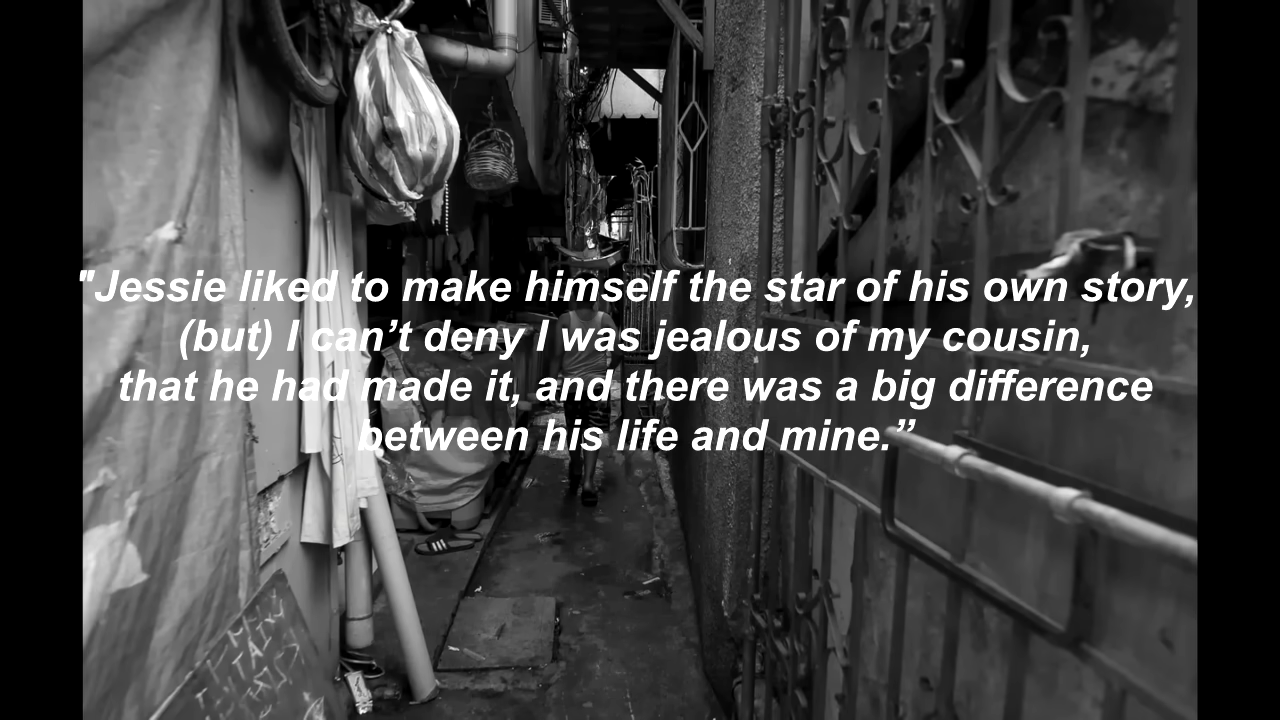 "Jessie liked to make himself the star of his own story,
(but) I can’t deny I was jealous of my cousin,
that he had made it, and there was a big difference
between his life and mine.”